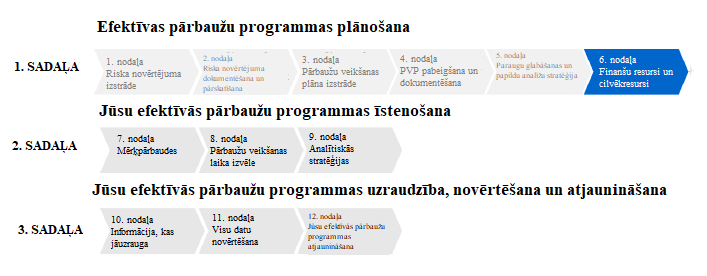 Efektīvas pārbaužu programmas plānošana
1. SADAĻA
1. nodaļa
Riska novērtējuma
izstrāde
2. nodaļa
Riska novērtējuma
dokumentēšana un
pārskatīšana
3. nodaļa
Pārbaužu veikšanas
plāna izstrāde
4. nodaļa
PVP pabeigšana un
dokumentēšana
5. nodaļa
Paraugu glabāšanas un
papildu analīžu stratēģija
6. nodaļa
Finanšu resursi un
cilvēkresursi
Jūsu efektīvās pārbaužu programmas īstenošana
2. SADAĻA
7. nodaļa
Mērķpārbaudes
8. nodaļa
Pārbaužu veikšanas
laika izvēle
9. nodaļa
Analītiskās
stratēģijas
Jūsu efektīvās pārbaužu programmas uzraudzība, novērtēšana un atjaunināšana
3. SADAĻA
10. nodaļa
Informācija, kas
jāuzrauga
11. nodaļa
Visu datu
novērtēšana
12. nodaļa
Jūsu efektīvās pārbaužu
programmas
atjaunināšana